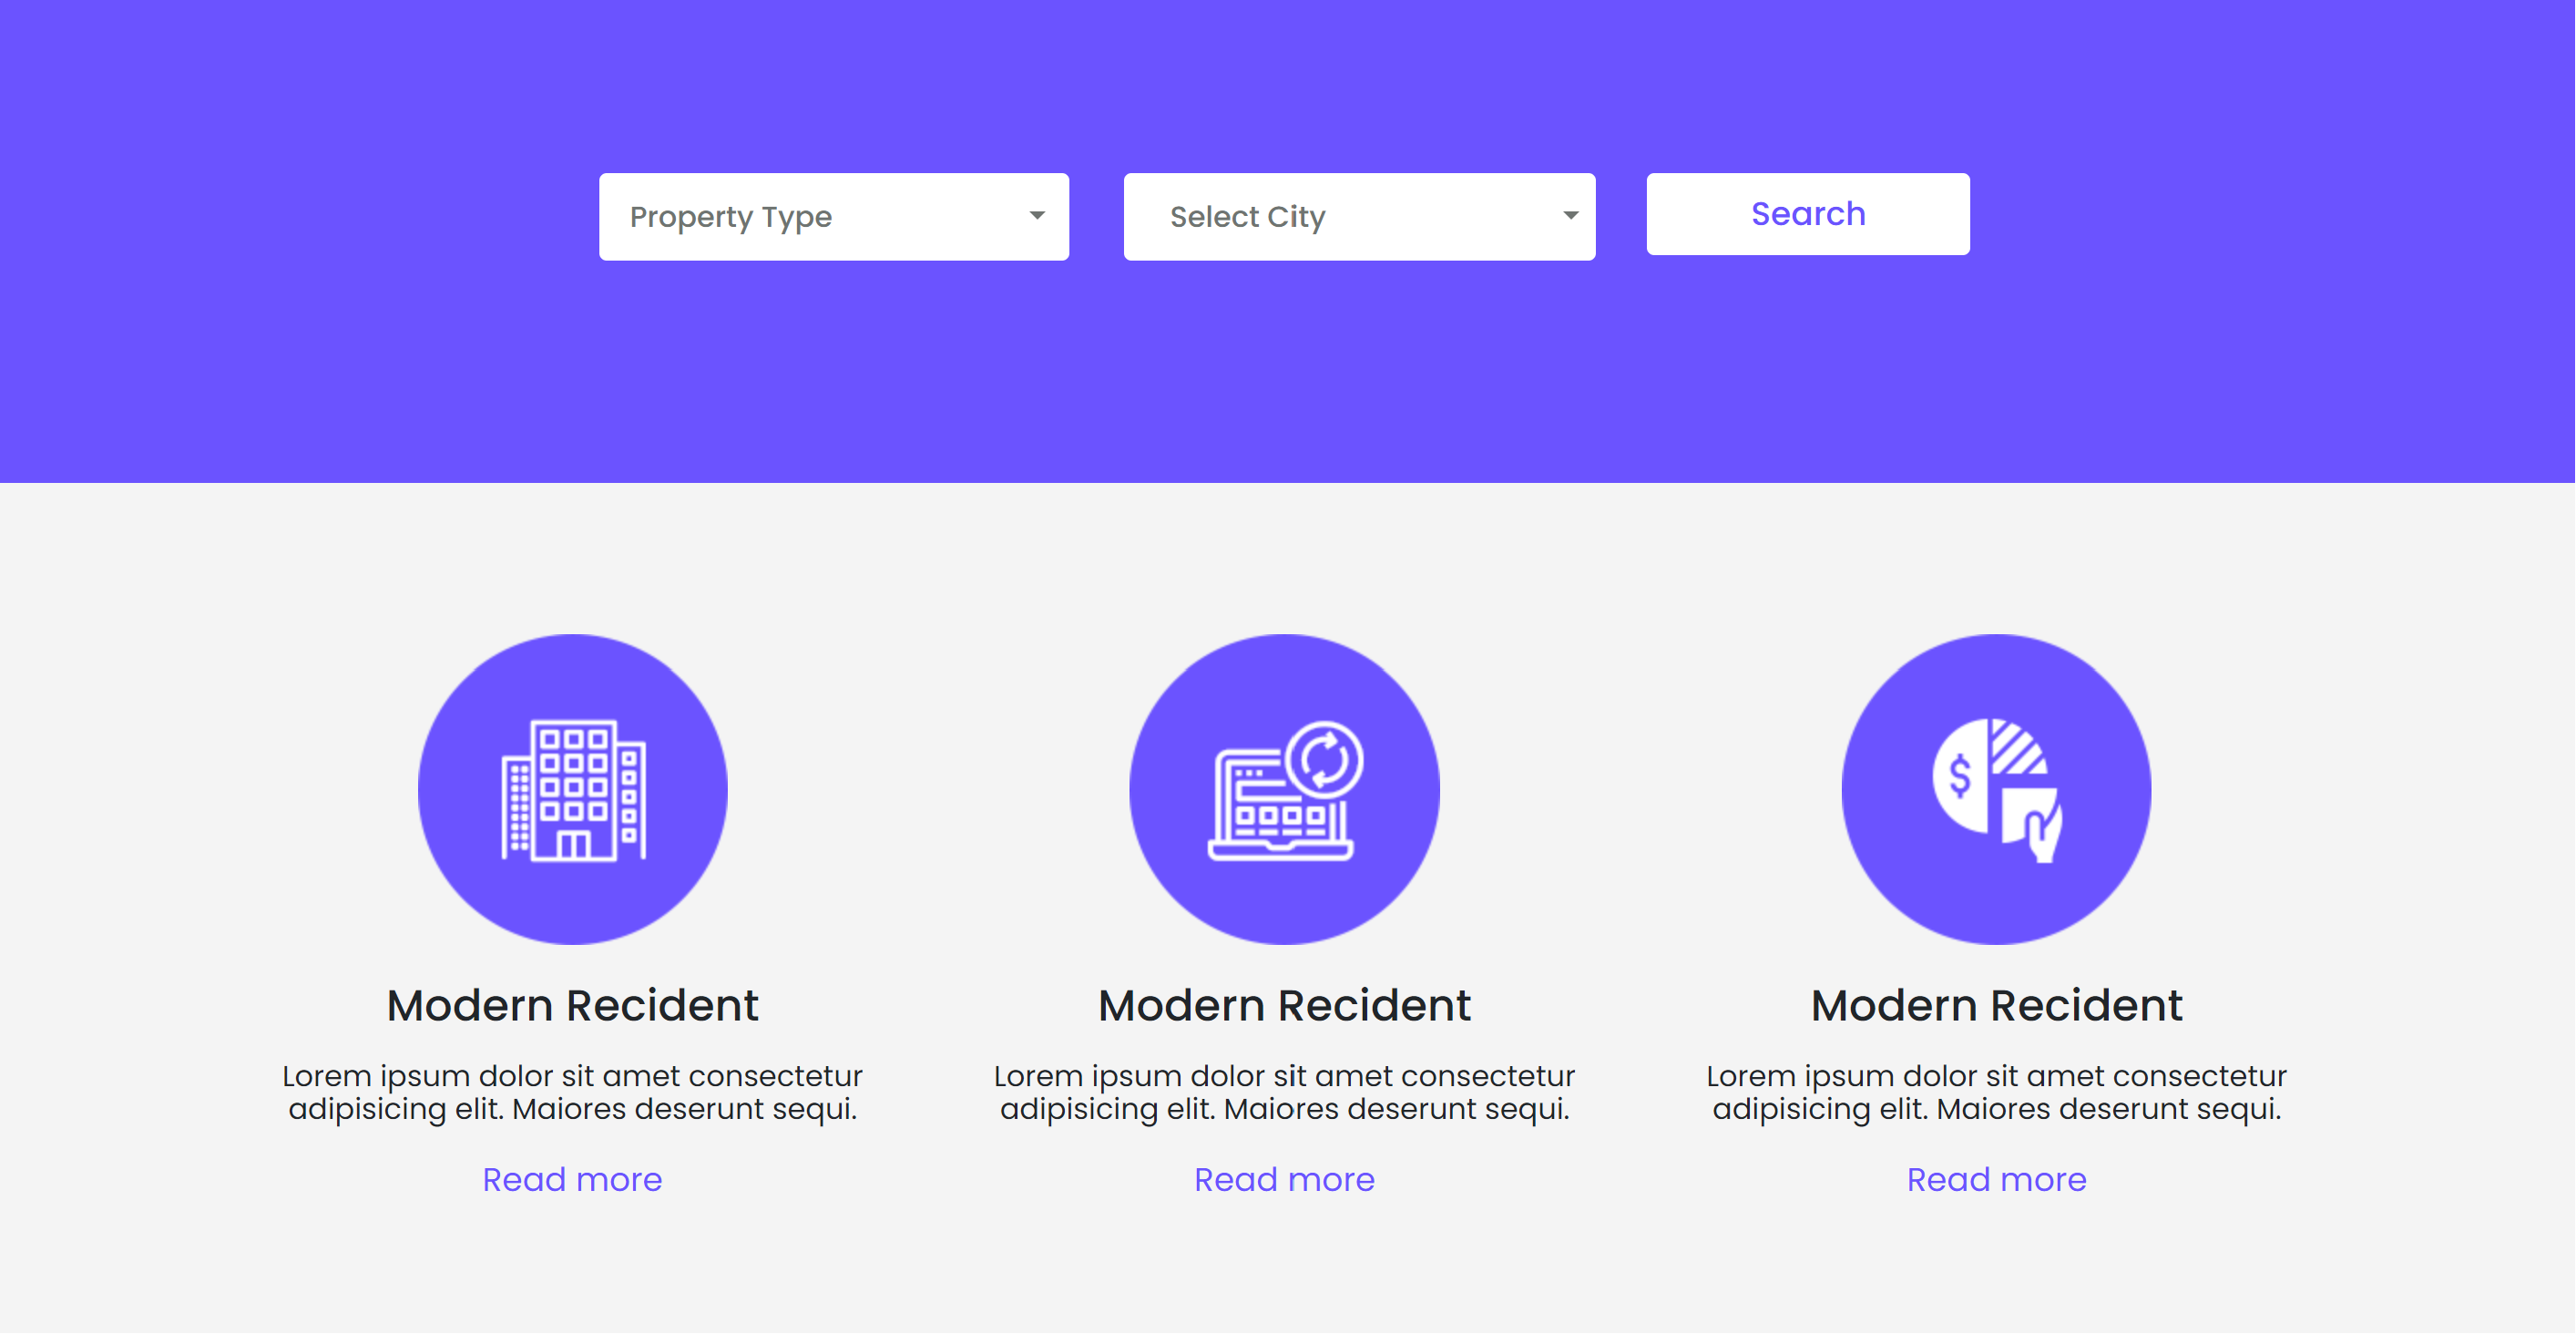 Property Type
Select City
Search
$
Modern Recident
Lorem ipsum dolor sit amet consectetur
adipisicing elit. Maiores deserunt sequi.
Read more
Modern Recident
Lorem ipsum dolor sit amet consectetur
adipisicing elit. Maiores deserunt sequi.
Read more
Modern Recident
Lorem ipsum dolor sit amet consectetur
adipisicing elit. Maiores deserunt sequi.
Read more